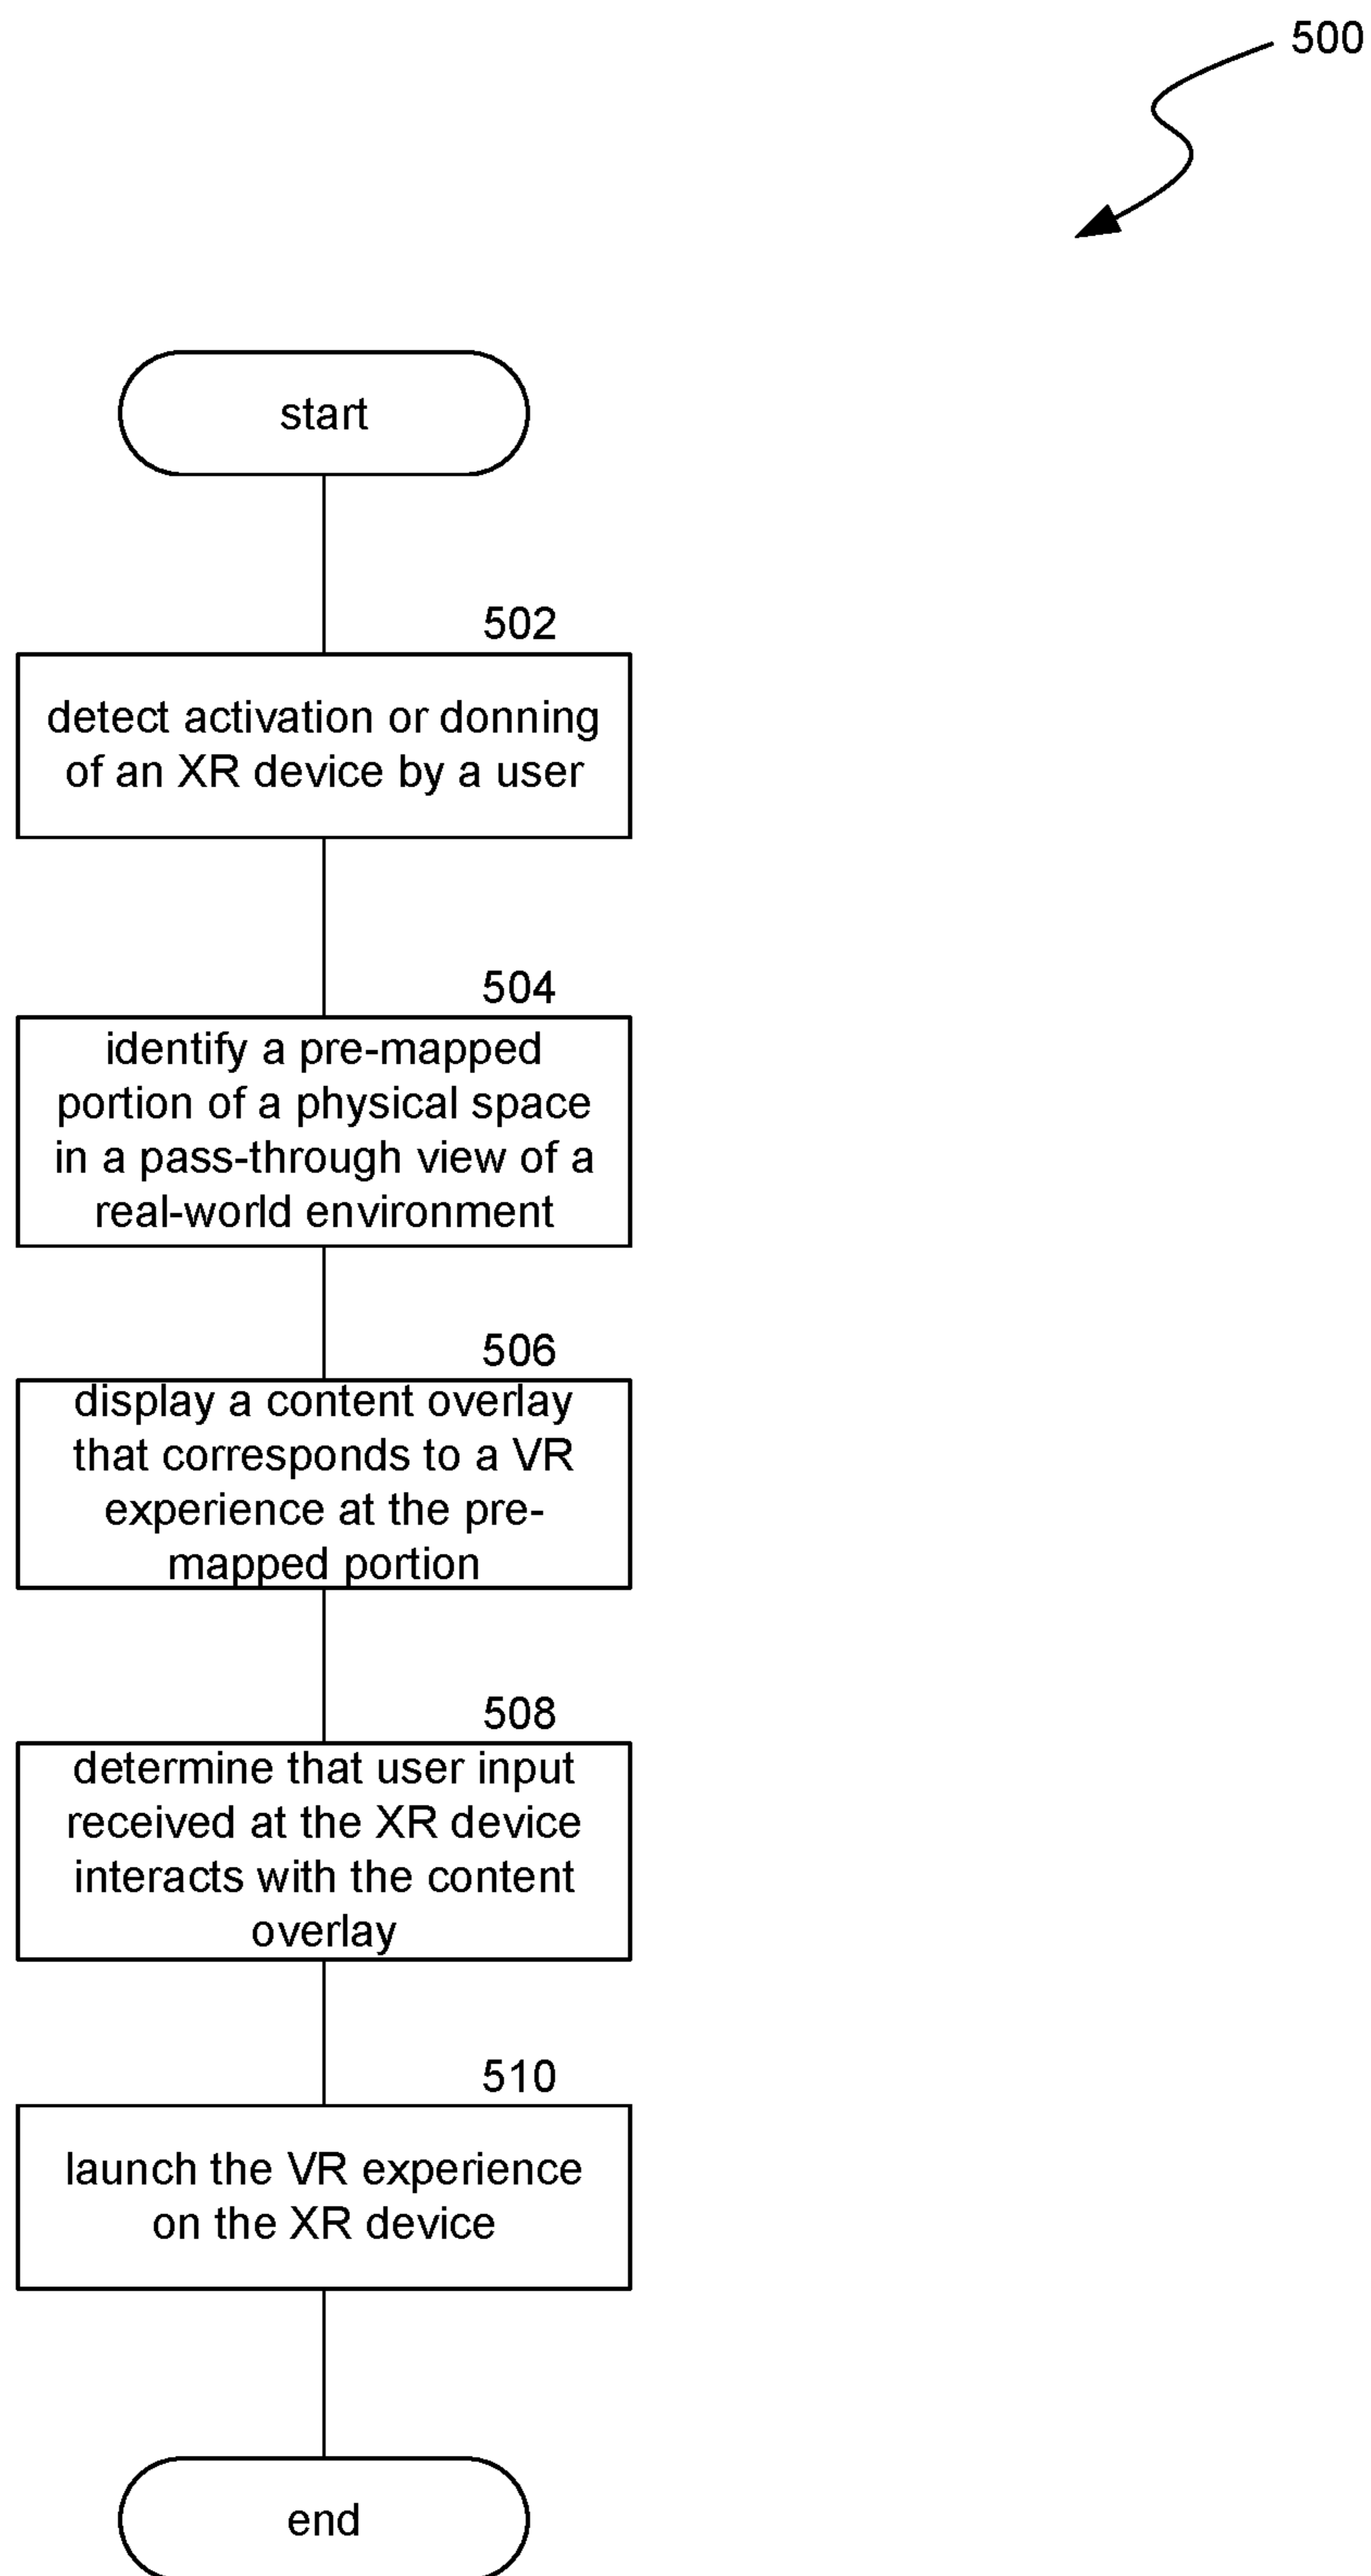 500
start
502
detect activation or donning
of an XR device by a user
504
identify a pre-mapped
portion of a physical space
in a pass-through view of a
real-world environment
506
display a content overlay
that corresponds to a VR
experience at the pre-
mapped portion
508
determine that user input
received at the XR device
interacts with the content
overlay
510
launch the VR experience
on the XR device
end